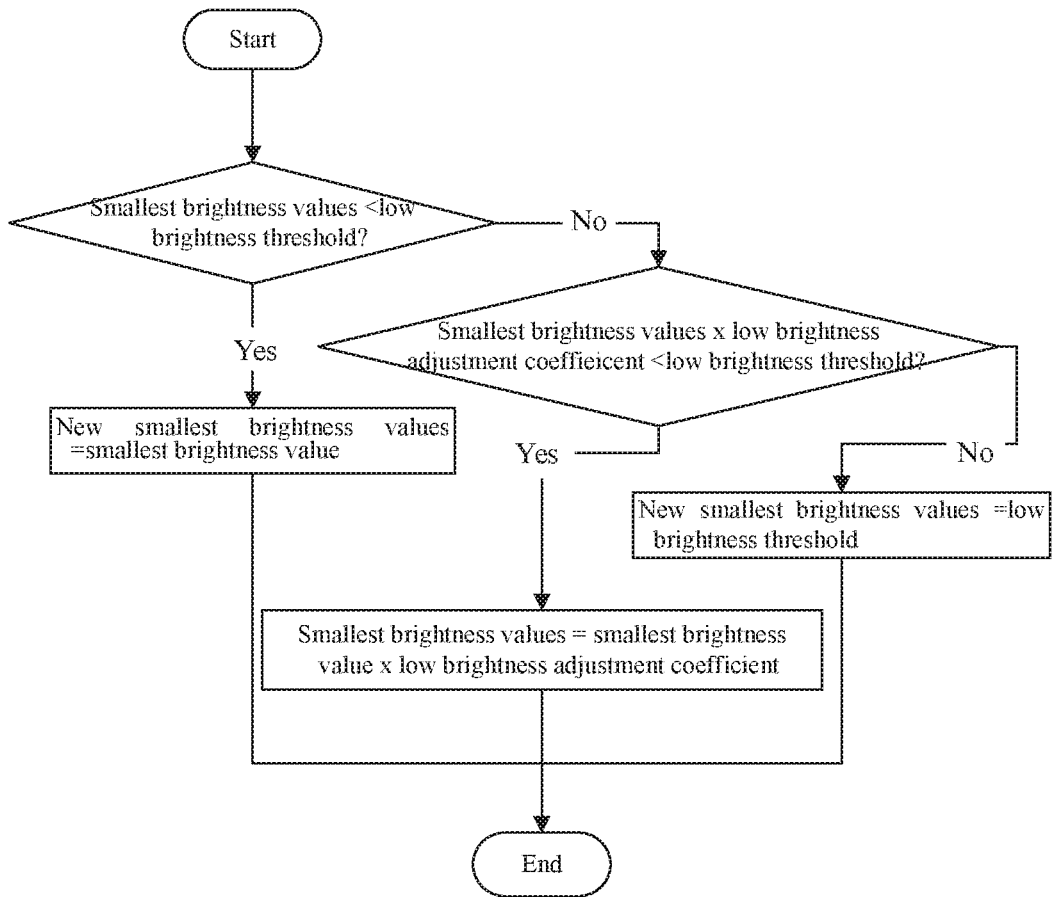 Start
Smallest brightness values <low
brightness threshold?
No
Smallest brightness values x low brightness
adjustment coeffieicent <low brightness threshold?
Yes
New smallest brightness values
=smallest brightness value
Yes
No
New smallest brightness values =low
brightness threshold
Smallest brightness values = smallest brightness
value x low brightness adjustment coefficient
End